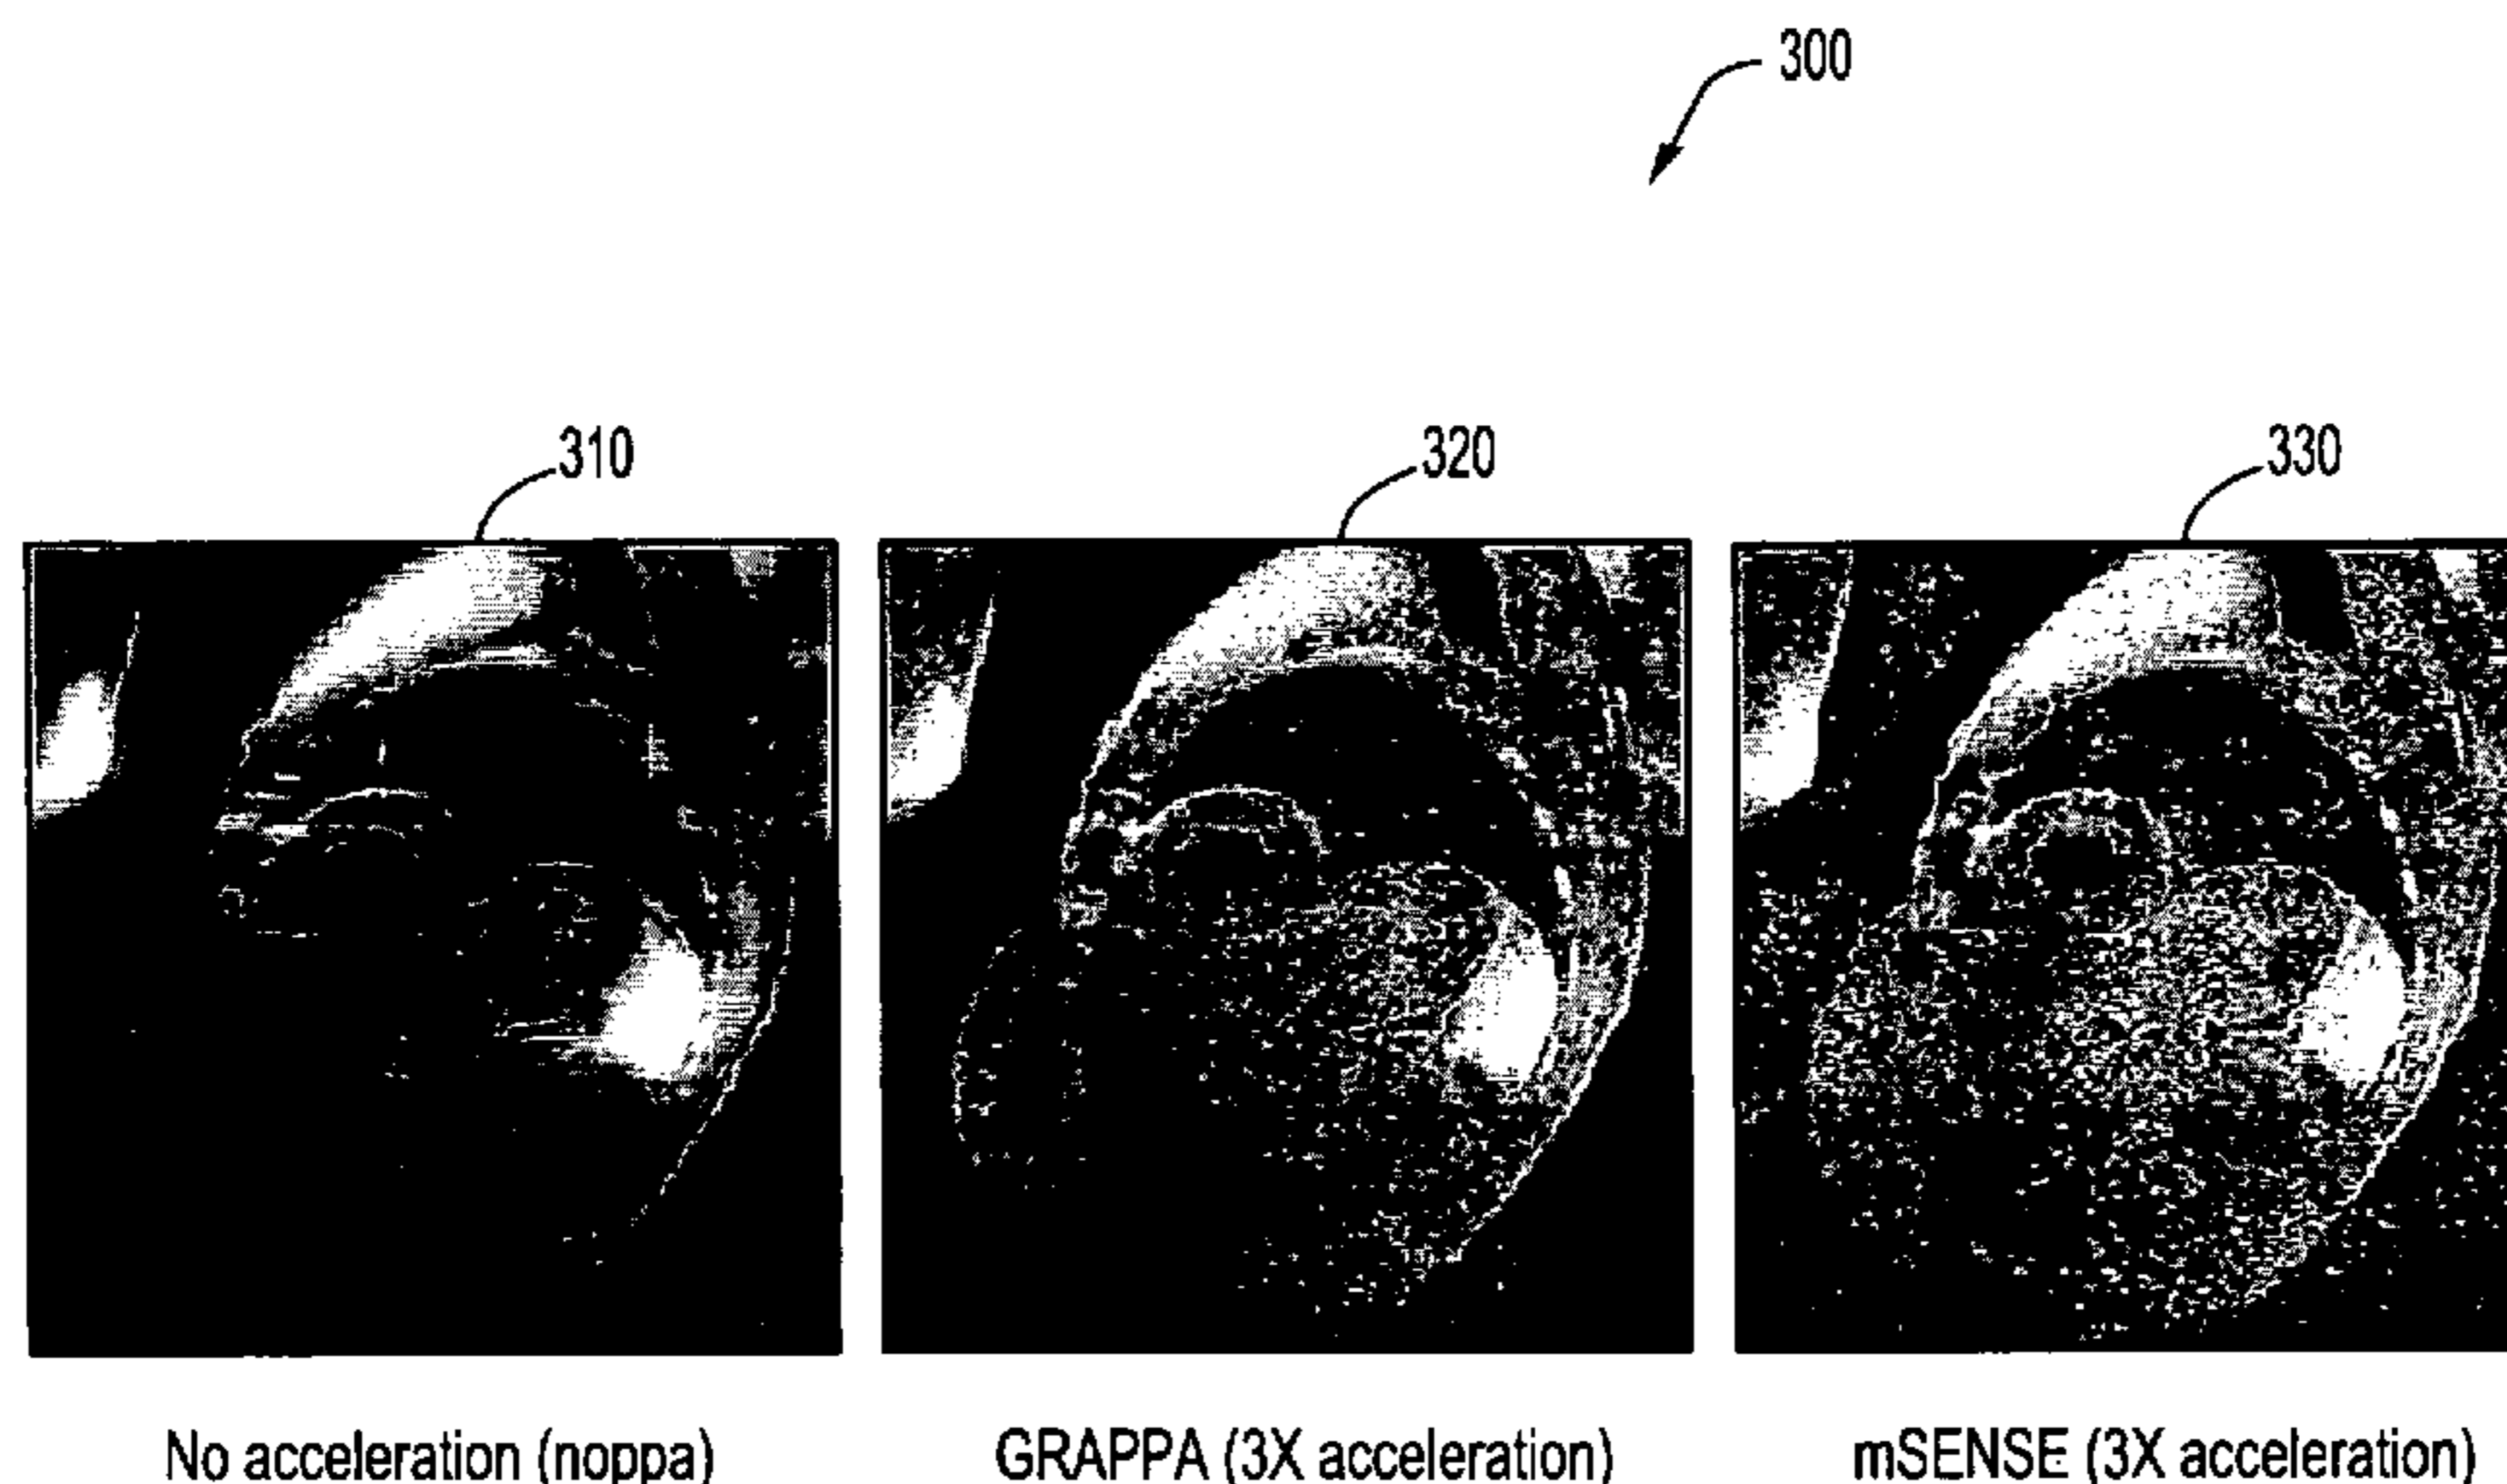 300
310
320
330
No acceleration (noppa)
GRAPPA (3X acceleration)
mSENSE (3X acceleration)